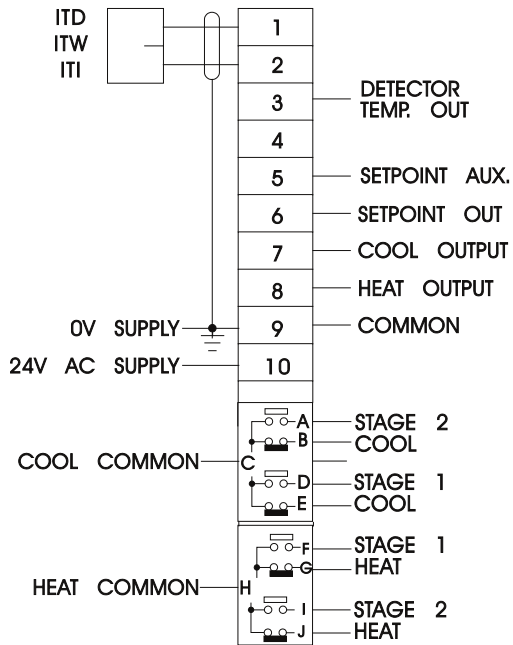 ITD
ITW
ITI
1
2
3
DETECTOR
TEMP. OUT
4
5
SETPOINT AUX.
6
SETPOINT OUT
7
COOL OUTPUT
8
HEAT OUTPUT
0V SUPPLY
9
COMMON
24V AC SUPPLY
10
A
STAGE 2
B
COOL
COOL COMMON
C
D
STAGE 1
E
COOL
F
STAGE 1
G
HEAT
HEAT COMMON
H
I
STAGE 2
J
HEAT